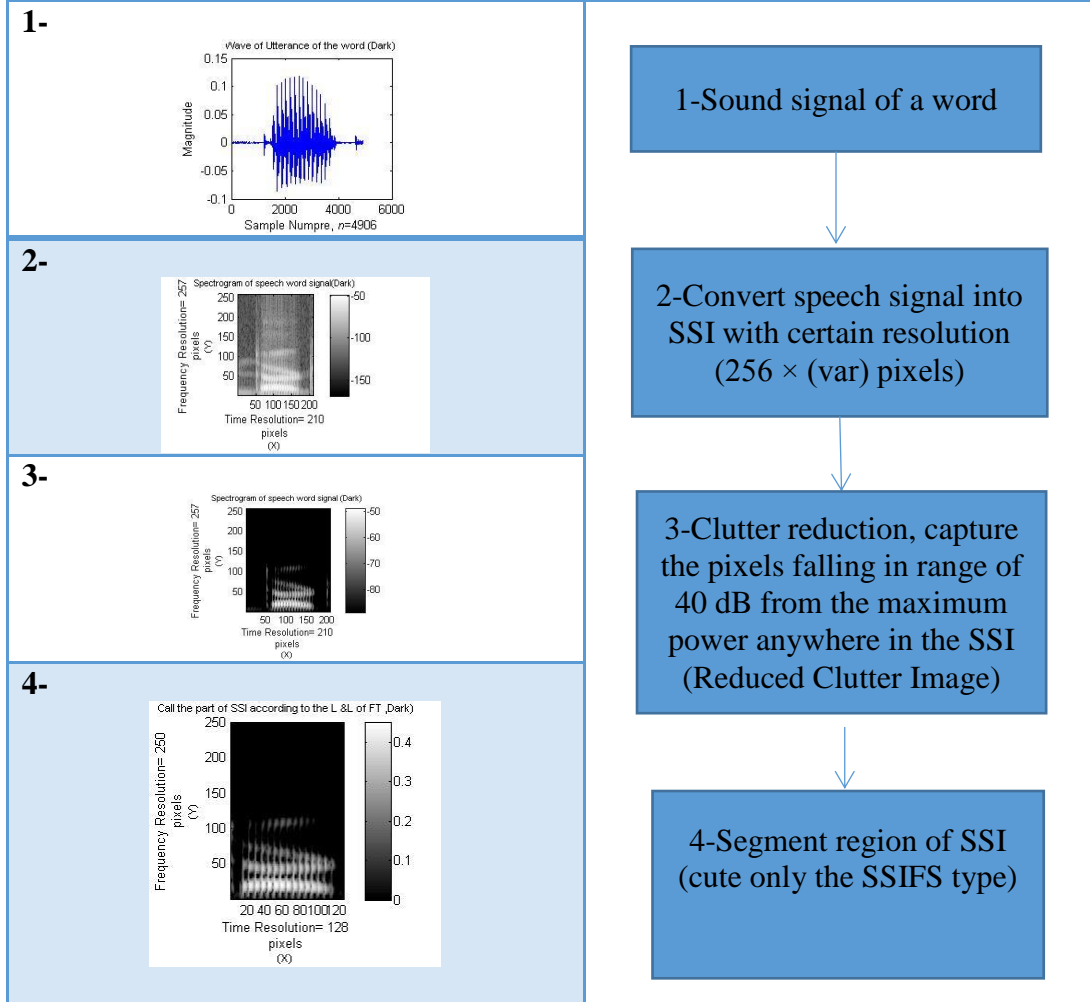 1-
Wave of Utterance of the word (Dark)
0.15
0.1
0.05
0
-0.05
-0.1
Magnitude
0 2000 4000 6000
Sample Numpre, n=4906
1-Sound signal of a word
2-
Spectrogram of speech word signal(Dark)
Frequency Resolution= 257
pixels
(Y)
250
200
150
100
50
50 100 150 200
-50
-100
-150
Time Resolution= 210
pixels
(X)
2-Convert speech signal into
SSI with certain resolution
(256 × (var) pixels)
3-
Spectrogram of speech word signal (Dark)
Frequency Resolution= 257
pixels
(Y)
250
200
150
100
50
50 100 150 200
-50
-60
-70
-80
Time Resolution= 210
pixels
(X)
3-Clutter reduction, capture
the pixels falling in range of
40 dB from the maximum
power anywhere in the SSI
(Reduced Clutter Image)
4-
Call the part of SSI according to the L &L of FT ,Dark)
Frequency Resolution= 250
pixels
(Y)
250
200
150
100
50
20 40 60 80 100 120
0.4
0.3
0.2
0.1
0
Time Resolution= 128
pixels
(X)
4-Segment region of SSI
(cute only the SSIFS type)